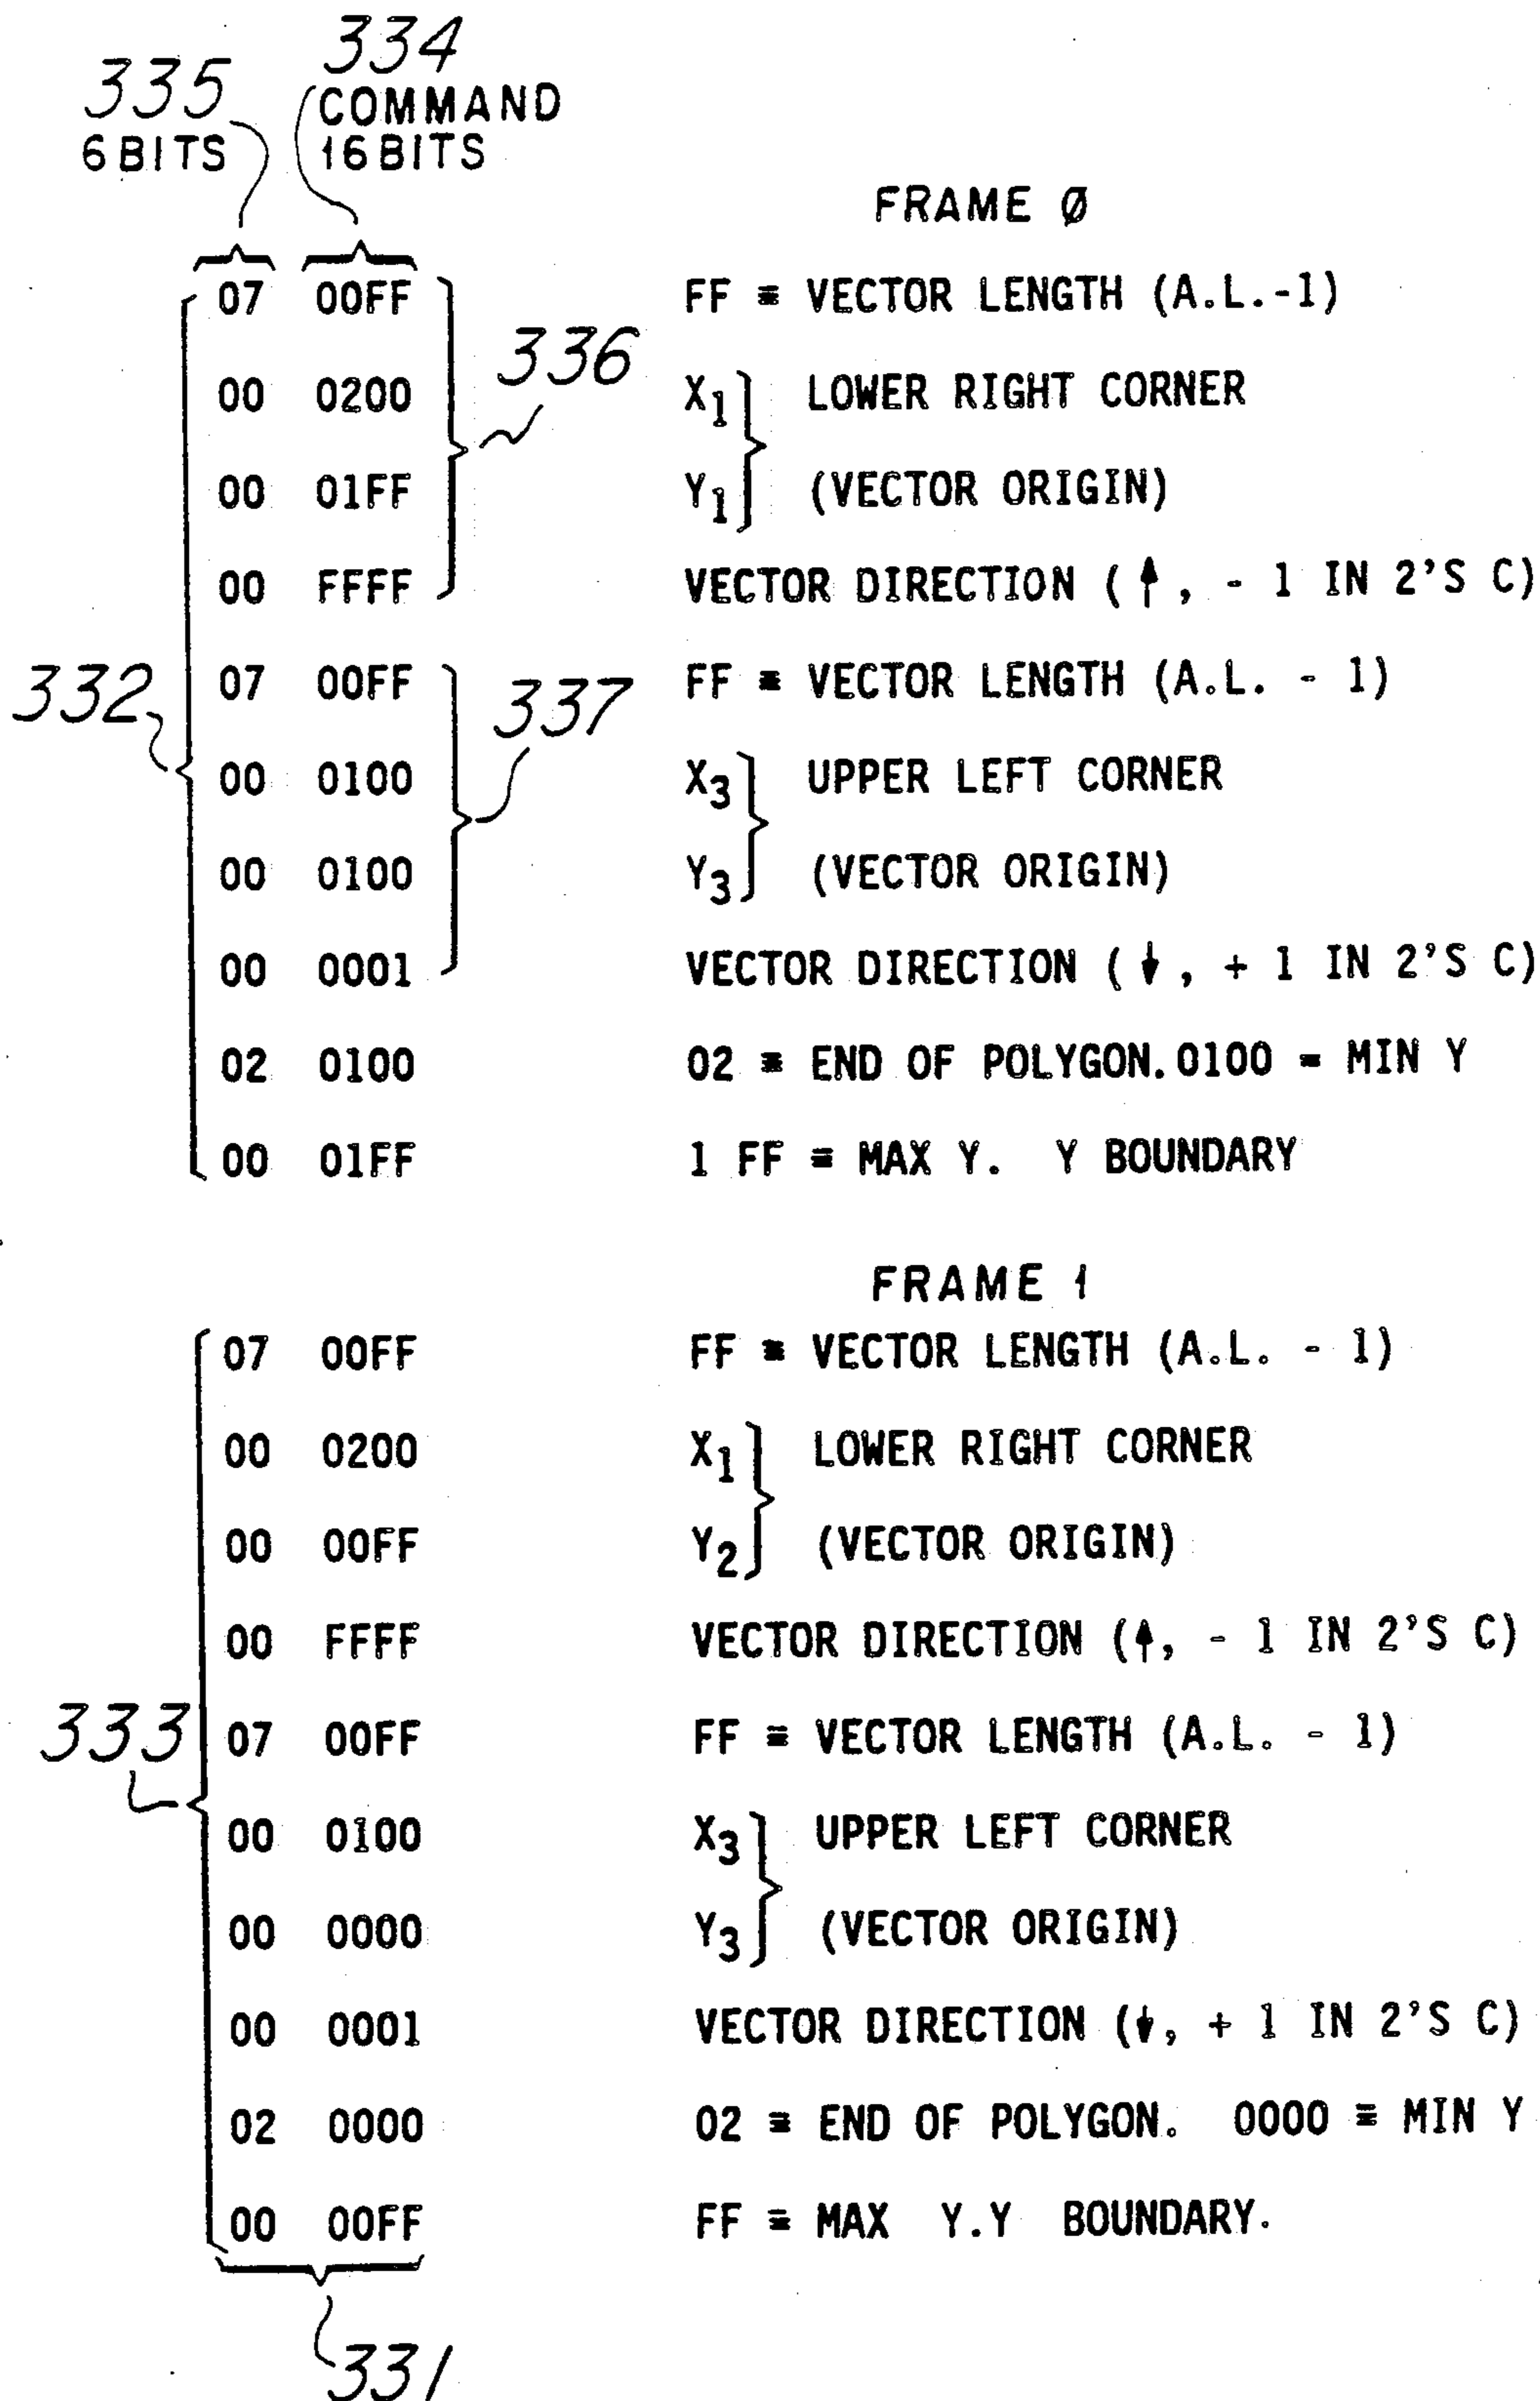 334
335 COMMAND
6 BITS 16 BITS
FRAME Ø
07 00FF FF ≡ VECTOR LENGTH (A.L.-1)
336
00 0200 X1 LOWER RIGHT CORNER
00 01FF Y1 (VECTOR ORIGIN)
00 FFFF VECTOR DIRECTION (↑, - 1 IN 2'S C)
332 07 00FF FF ≡ VECTOR LENGTH (A.L. - 1)
337
00 0100 X3 UPPER LEFT CORNER
00 0100 Y3 (VECTOR ORIGIN)
00 0001 VECTOR DIRECTION (↓, + 1 IN 2'S C)
02 0100 02 ≡ END OF POLYGON. 0100 = MIN Y
00 01FF 1 FF ≡ MAX Y. Y BOUNDARY
FRAME 1
07 00FF FF ≡ VECTOR LENGTH (A.L. - 1)
00 0200 X1 LOWER RIGHT CORNER
00 00FF Y2 (VECTOR ORIGIN)
00 FFFF VECTOR DIRECTION (↑, - 1 IN 2'S C)
333 07 00FF FF ≡ VECTOR LENGTH (A.L. - 1)
00 0100 X3 UPPER LEFT CORNER
00 0000 Y3 (VECTOR ORIGIN)
00 0001 VECTOR DIRECTION (↓, + 1 IN 2'S C)
02 0000 02 ≡ END OF POLYGON. 0000 ≡ MIN Y
00 00FF FF ≡ MAX Y.Y BOUNDARY.
331